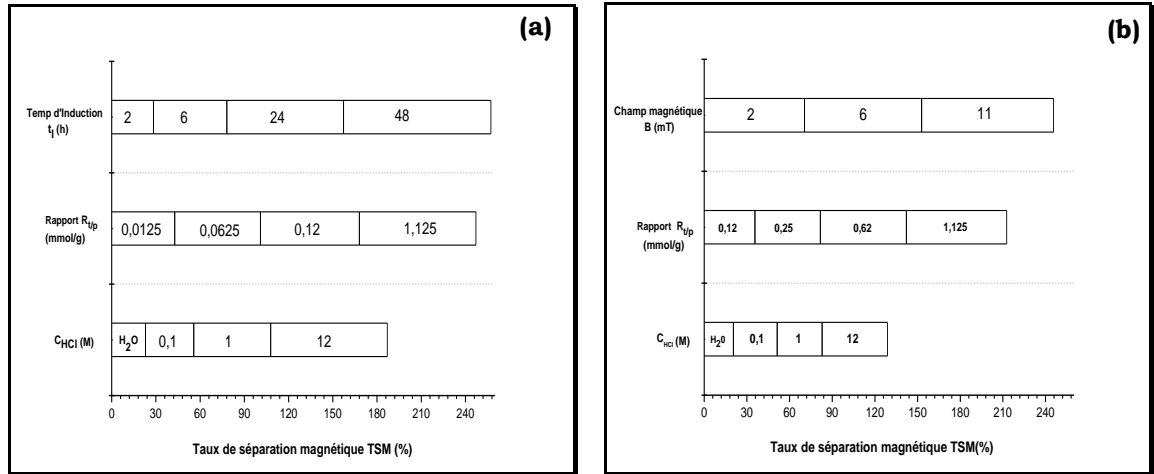 (a)
Temp d'Induction
t_I (h)
2 6 24 48
Rapport R_t/p
(mmol/g)
0,0125 0,0625 0,12 1,125
C_HCl (M)
H₂O 0,1 1 12
0 30 60 90 120 150 180 210 240
Taux de séparation magnétique TSM (%)
(b)
Champ magnétique
B (mT)
2 6 11
Rapport R_t/p
(mmol/g)
0,12 0,25 0,62 1,125
C_HCl (M)
H₂0 0,1 1 12
0 30 60 90 120 150 180 210 240
Taux de séparation magnétique TSM(%)